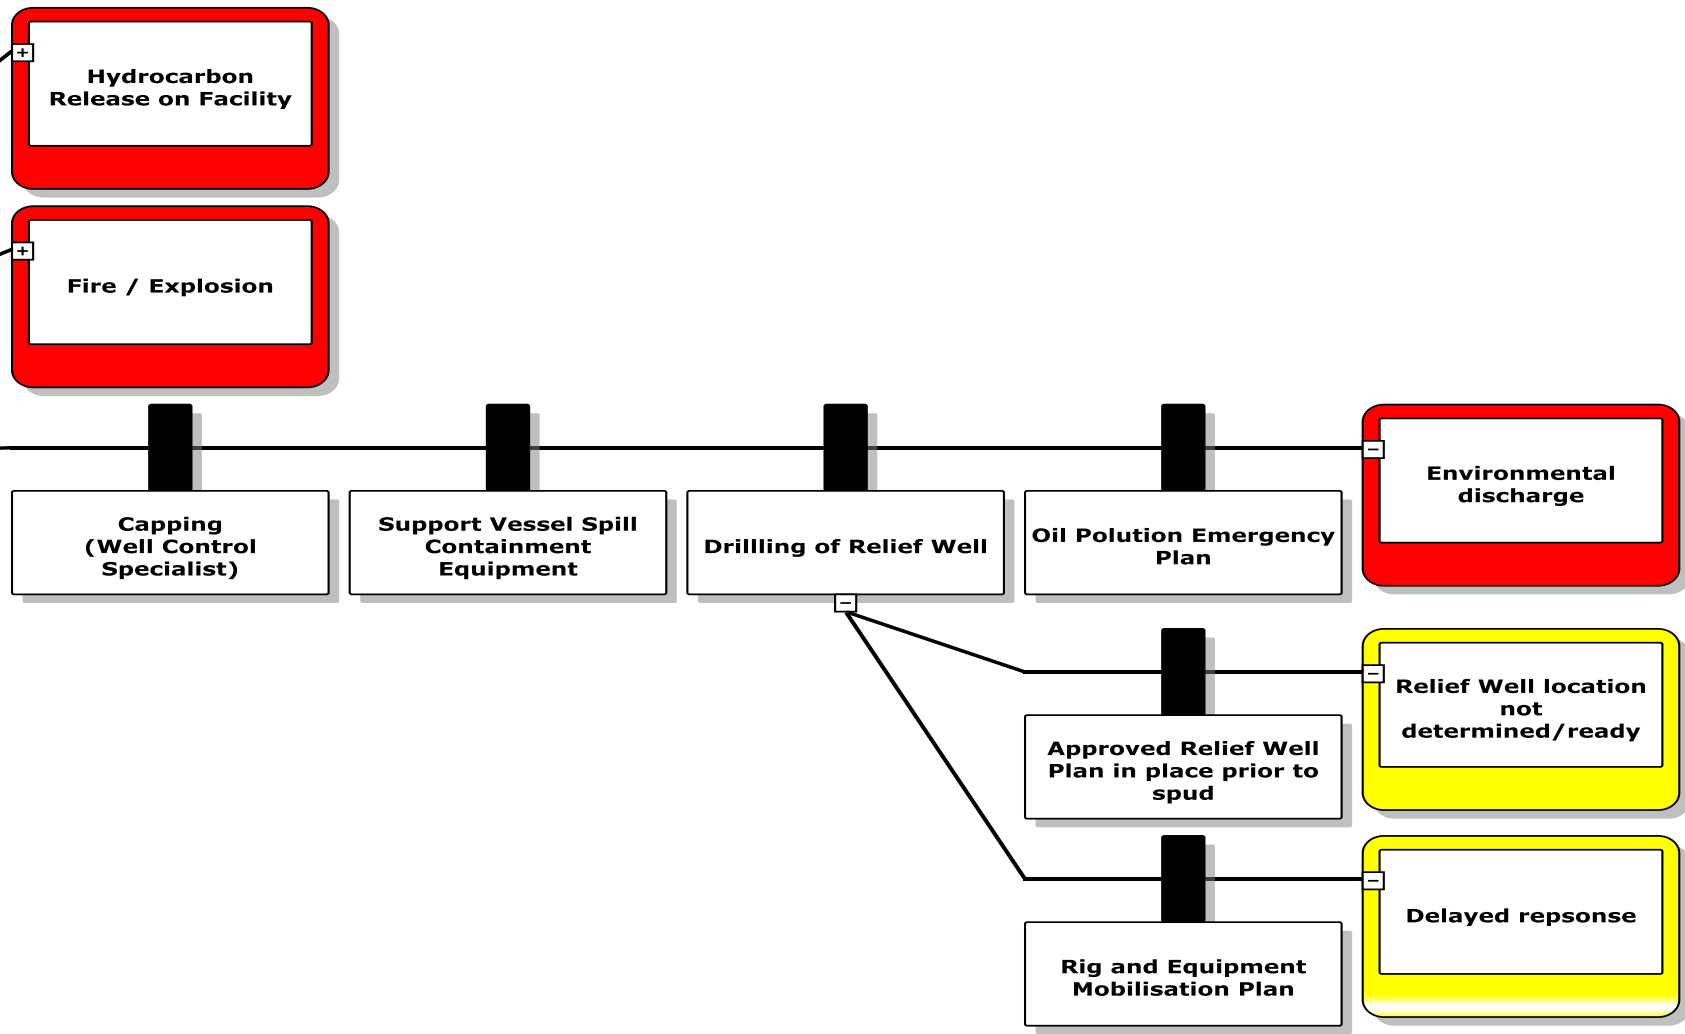 Hydrocarbon
Release on Facility
Fire / Explosion
Capping
(Well Control
Specialist)
Support Vessel Spill
Containment
Equipment
Drillling of Relief Well
Oil Polution Emergency
Plan
Environmental
discharge
Approved Relief Well
Plan in place prior to
spud
Relief Well location
not
determined/ready
Rig and Equipment
Mobilisation Plan
Delayed repsonse